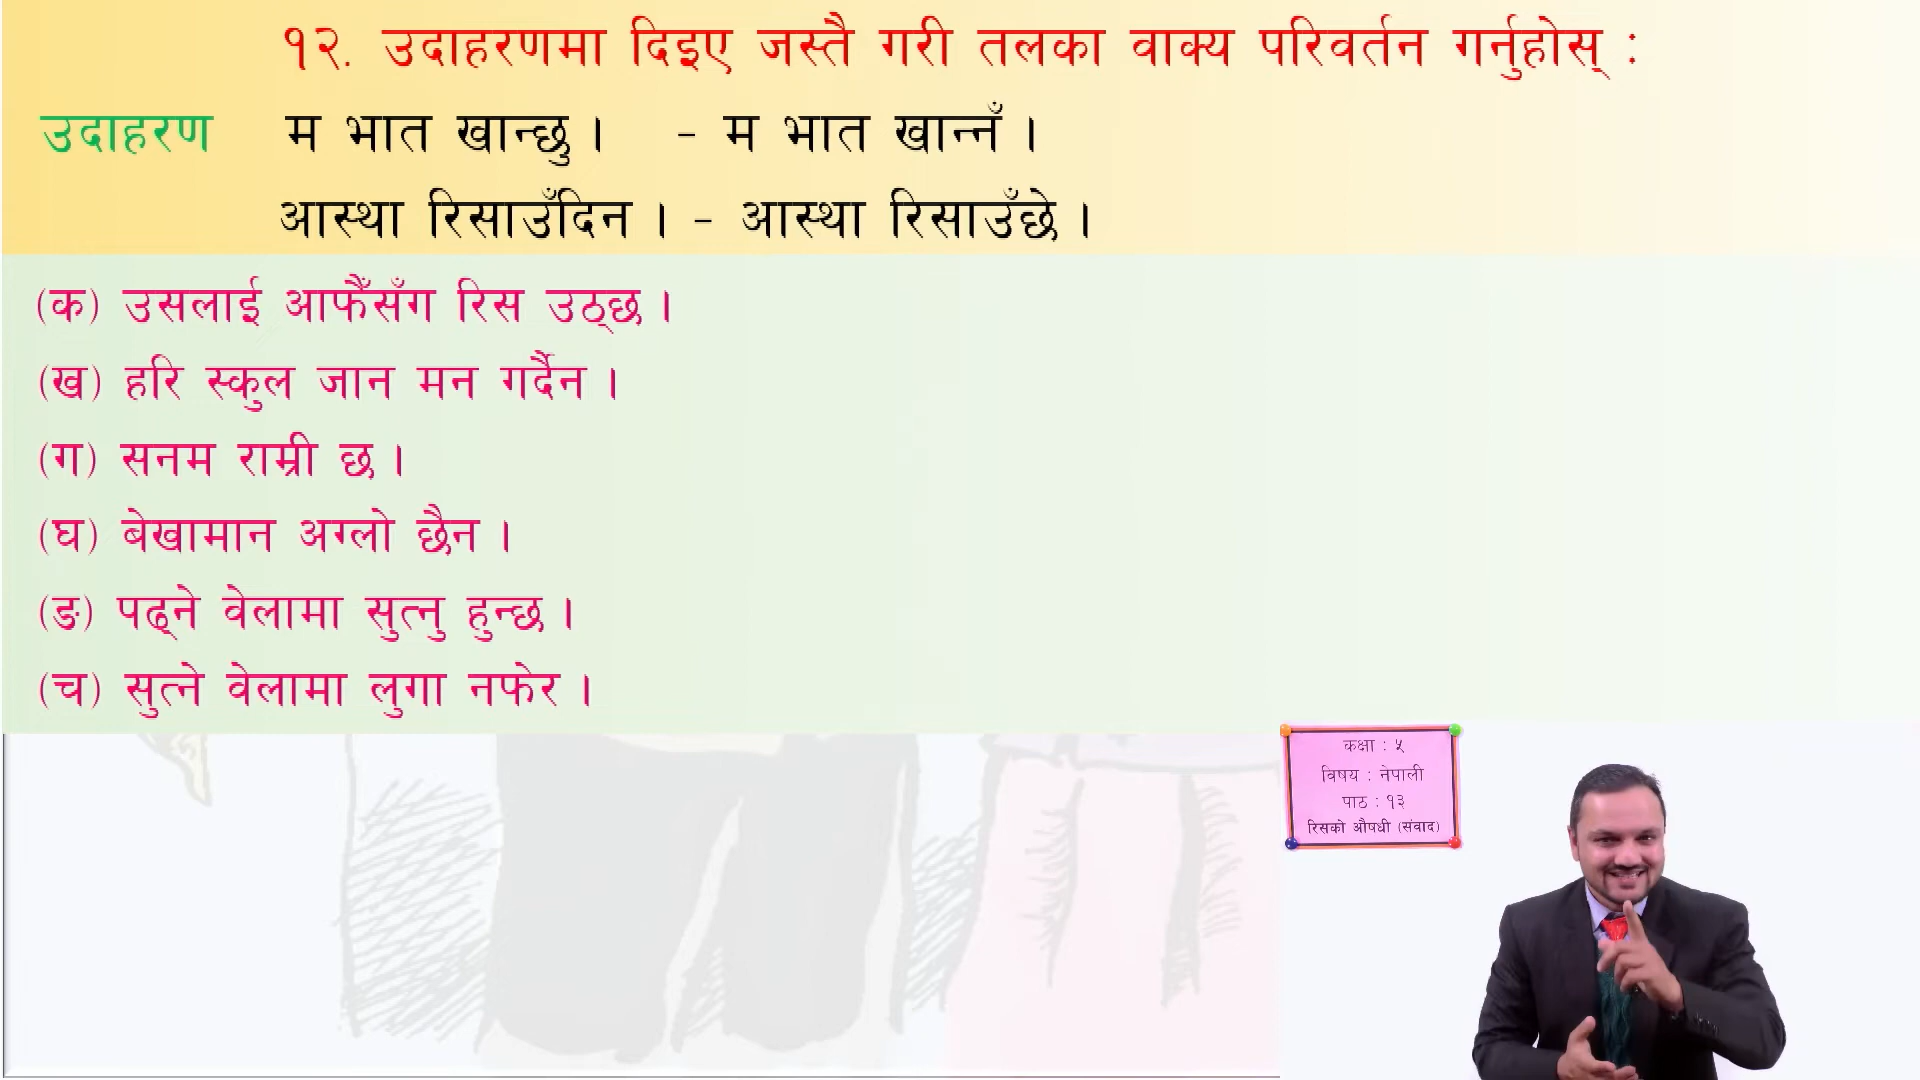 १२. उदाहरणमा दिइए जस्तै गरी तलका वाक्य परिवर्तन गर्नुहोस् :
उदाहरण म भात खान्छु । - म भात खान्नँ ।
आस्था रिसाउँदिन । - आस्था रिसाउँछे ।
(क) उसलाई आफैँसँग रिस उठ्छ ।
(ख) हरि स्कुल जान मन गर्दैन ।
(ग) सनम राम्री छ ।
(घ) बेखामान अग्लो छैन ।
(ङ) पढ्ने वेलामा सुत्नु हुन्छ ।
(च) सुत्ने वेलामा लुगा नफेर ।
कक्षा : ५
विषय : नेपाली
पाठ : १३
रिसको औषधी (संवाद)